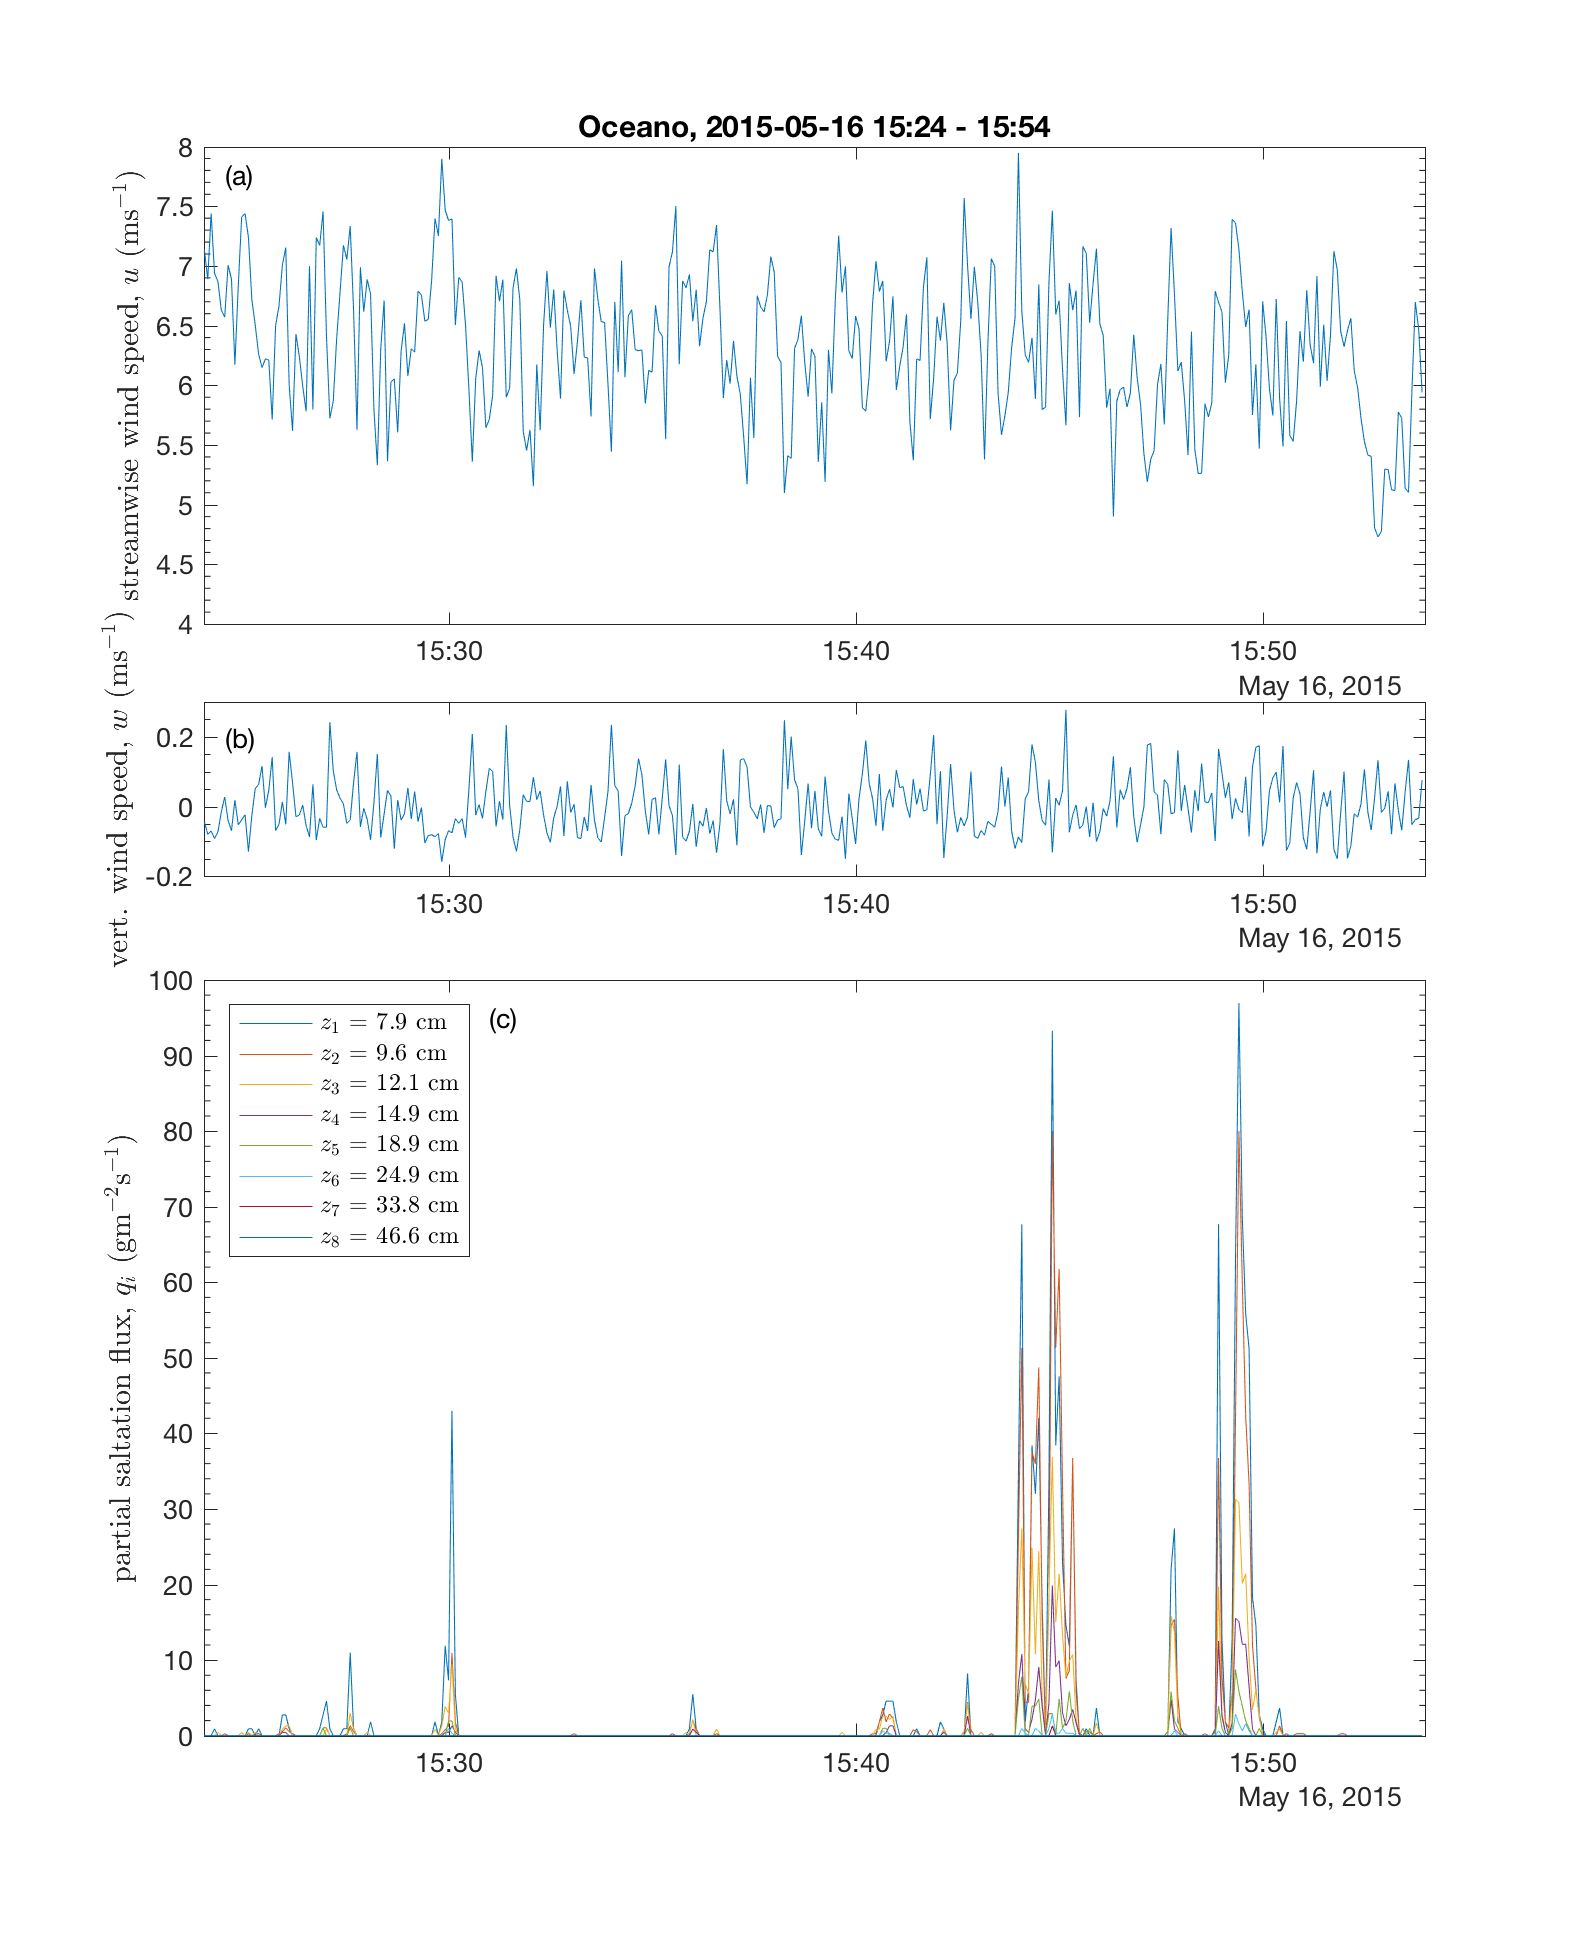 Oceano, 2015-05-16 15:24 - 15:54
(a)
streamwise wind speed, u (ms⁻¹)
8
7.5
7
6.5
6
5.5
5
4.5
4
15:30 15:40 15:50
May 16, 2015
(b)
vert. wind speed, w (ms⁻¹)
0.2
0
-0.2
15:30 15:40 15:50
May 16, 2015
(c)
partial saltation flux, qᵢ (gm⁻²s⁻¹)
100
90
80
70
60
50
40
30
20
10
0
z₁ = 7.9 cm
z₂ = 9.6 cm
z₃ = 12.1 cm
z₄ = 14.9 cm
z₅ = 18.9 cm
z₆ = 24.9 cm
z₇ = 33.8 cm
z₈ = 46.6 cm
15:30 15:40 15:50
May 16, 2015